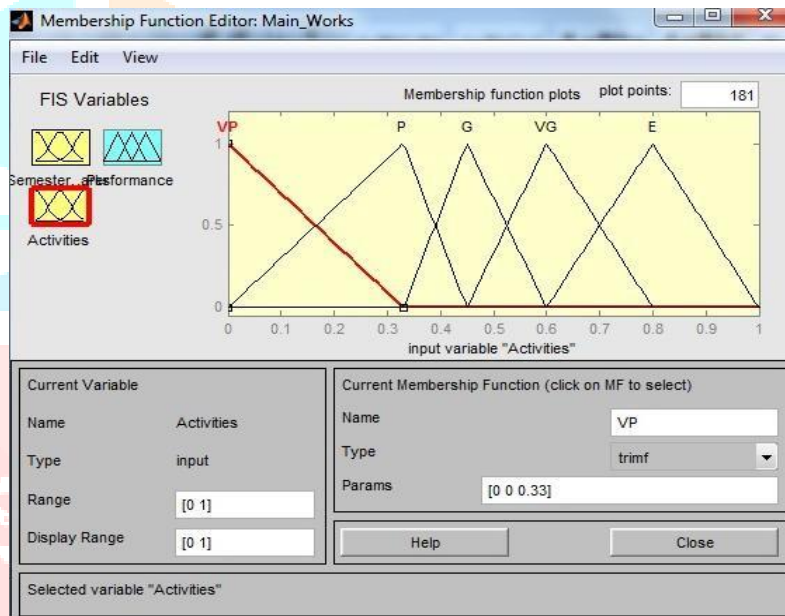 Membership Function Editor: Main_Works
File Edit View
FIS Variables
Membership function plots plot points: 181
VP P G VG E
1
0.5
0
0 0.1 0.2 0.3 0.4 0.5 0.6 0.7 0.8 0.9 1
input variable "Activities"
Performance
Activities
Current Variable
Name Activities
Type input
Range [0 1]
Display Range [0 1]
Current Membership Function (click on MF to select)
Name VP
Type trimf
Params [0 0 0.33]
Help Close
Selected variable "Activities"